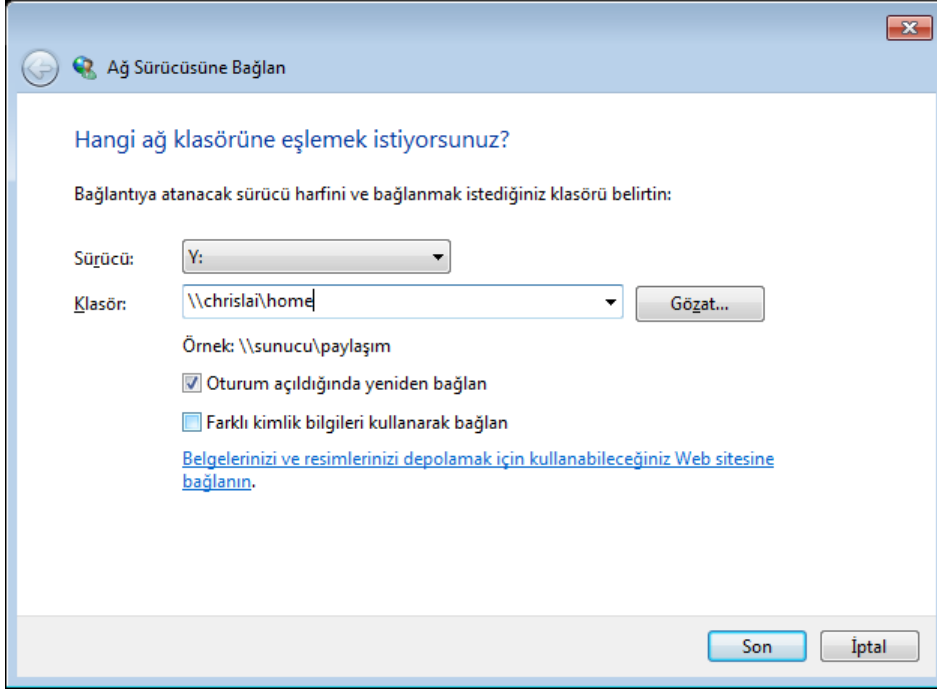 Ağ Sürücüsüne Bağlan
Hangi ağ klasörüne eşlemek istiyorsunuz?
Bağlantıya atanacak sürücü harfini ve bağlanmak istediğiniz klasörü belirtin:
Sürücü: Y:
Klasör: \\chrislai\home Gözat...
Örnek: \\sunucu\paylaşım
Oturum açıldığında yeniden bağlan
Farklı kimlik bilgileri kullanarak bağlan
Belgelerinizi ve resimlerinizi depolamak için kullanabileceğiniz Web sitesine
bağlanın.
Son İptal